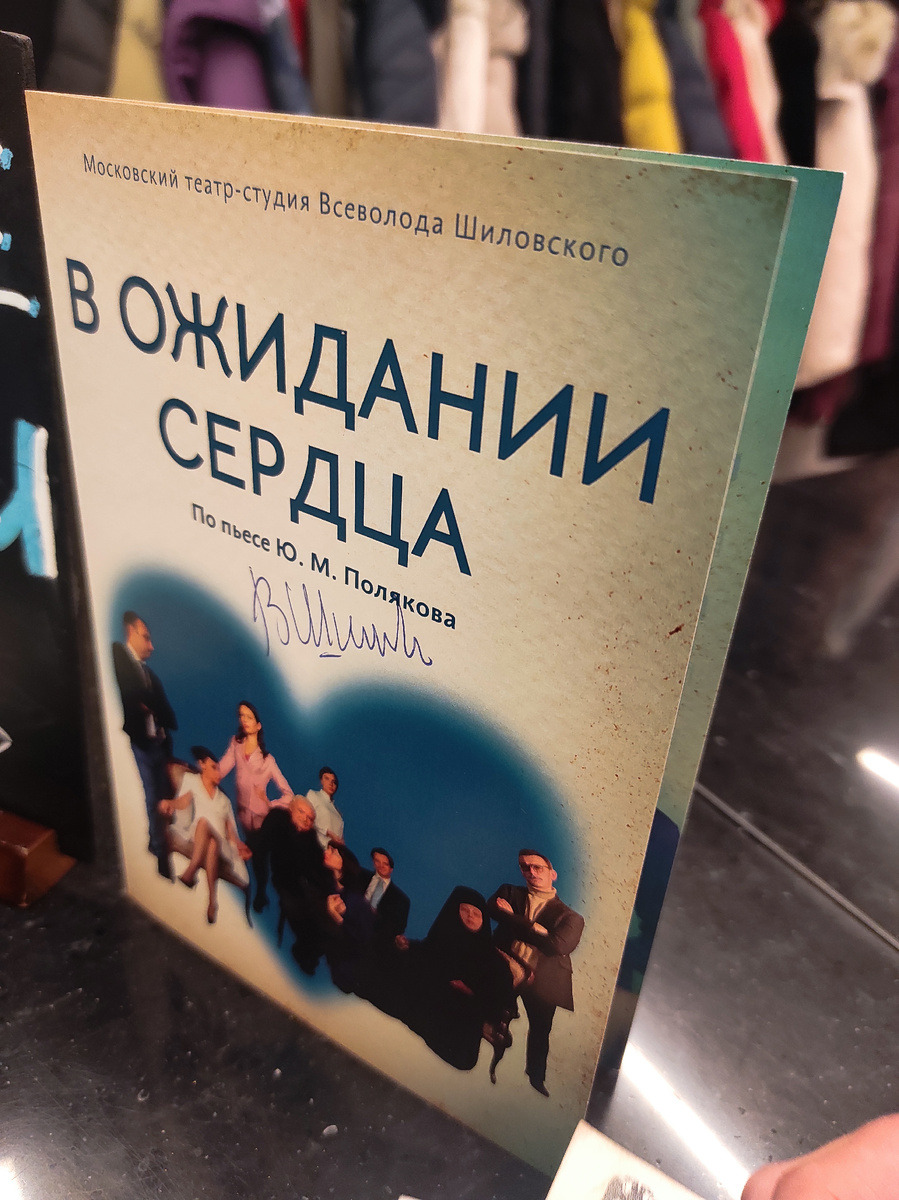 Московский театр-студия Всеволода Шиловского
В ОЖИДАНИИ
СЕРДЦА
По пьесе Ю. М. Полякова